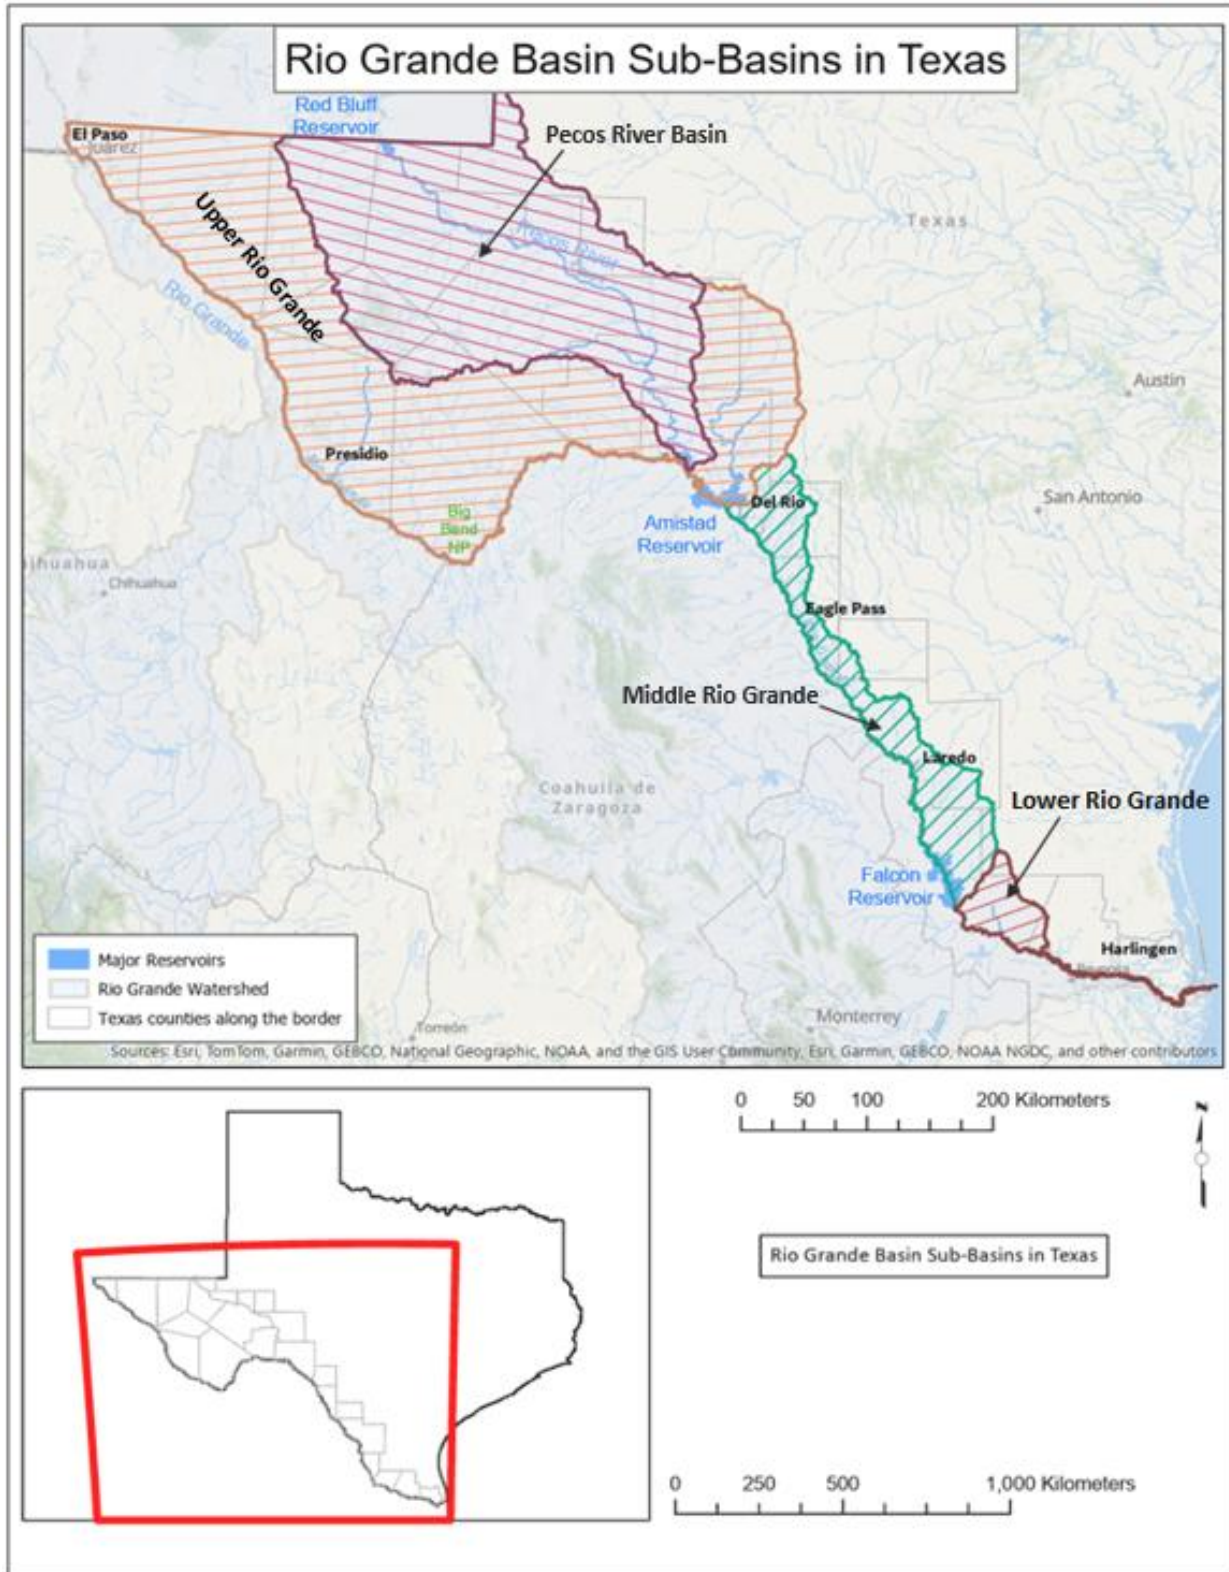 Rio Grande Basin Sub-Basins in Texas
Red Bluff
Reservoir
Pecos River Basin
El Paso
Juárez
Texas
Pecos River
Upper Rio Grande
Rio Grande
Austin
Presidio
San Antonio
Del Rio
Big
Bend
NP
Amistad
Reservoir
Chihuahua
Eagle Pass
Middle Rio Grande
Laredo
Coahuila de
Zaragoza
Lower Rio Grande
Falcon
Reservoir
Harlingen
Reynosa
Monterrey
Torreón
Major Reservoirs
Rio Grande Watershed
Texas counties along the border
Sources: Esri, TomTom, Garmin, GEBCO, National Geographic, NOAA, and the GIS User Community, Esri, Garmin, GEBCO, NOAA NGDC, and other contributors
0 50 100 200 Kilometers
N
Rio Grande Basin Sub-Basins in Texas
0 250 500 1,000 Kilometers